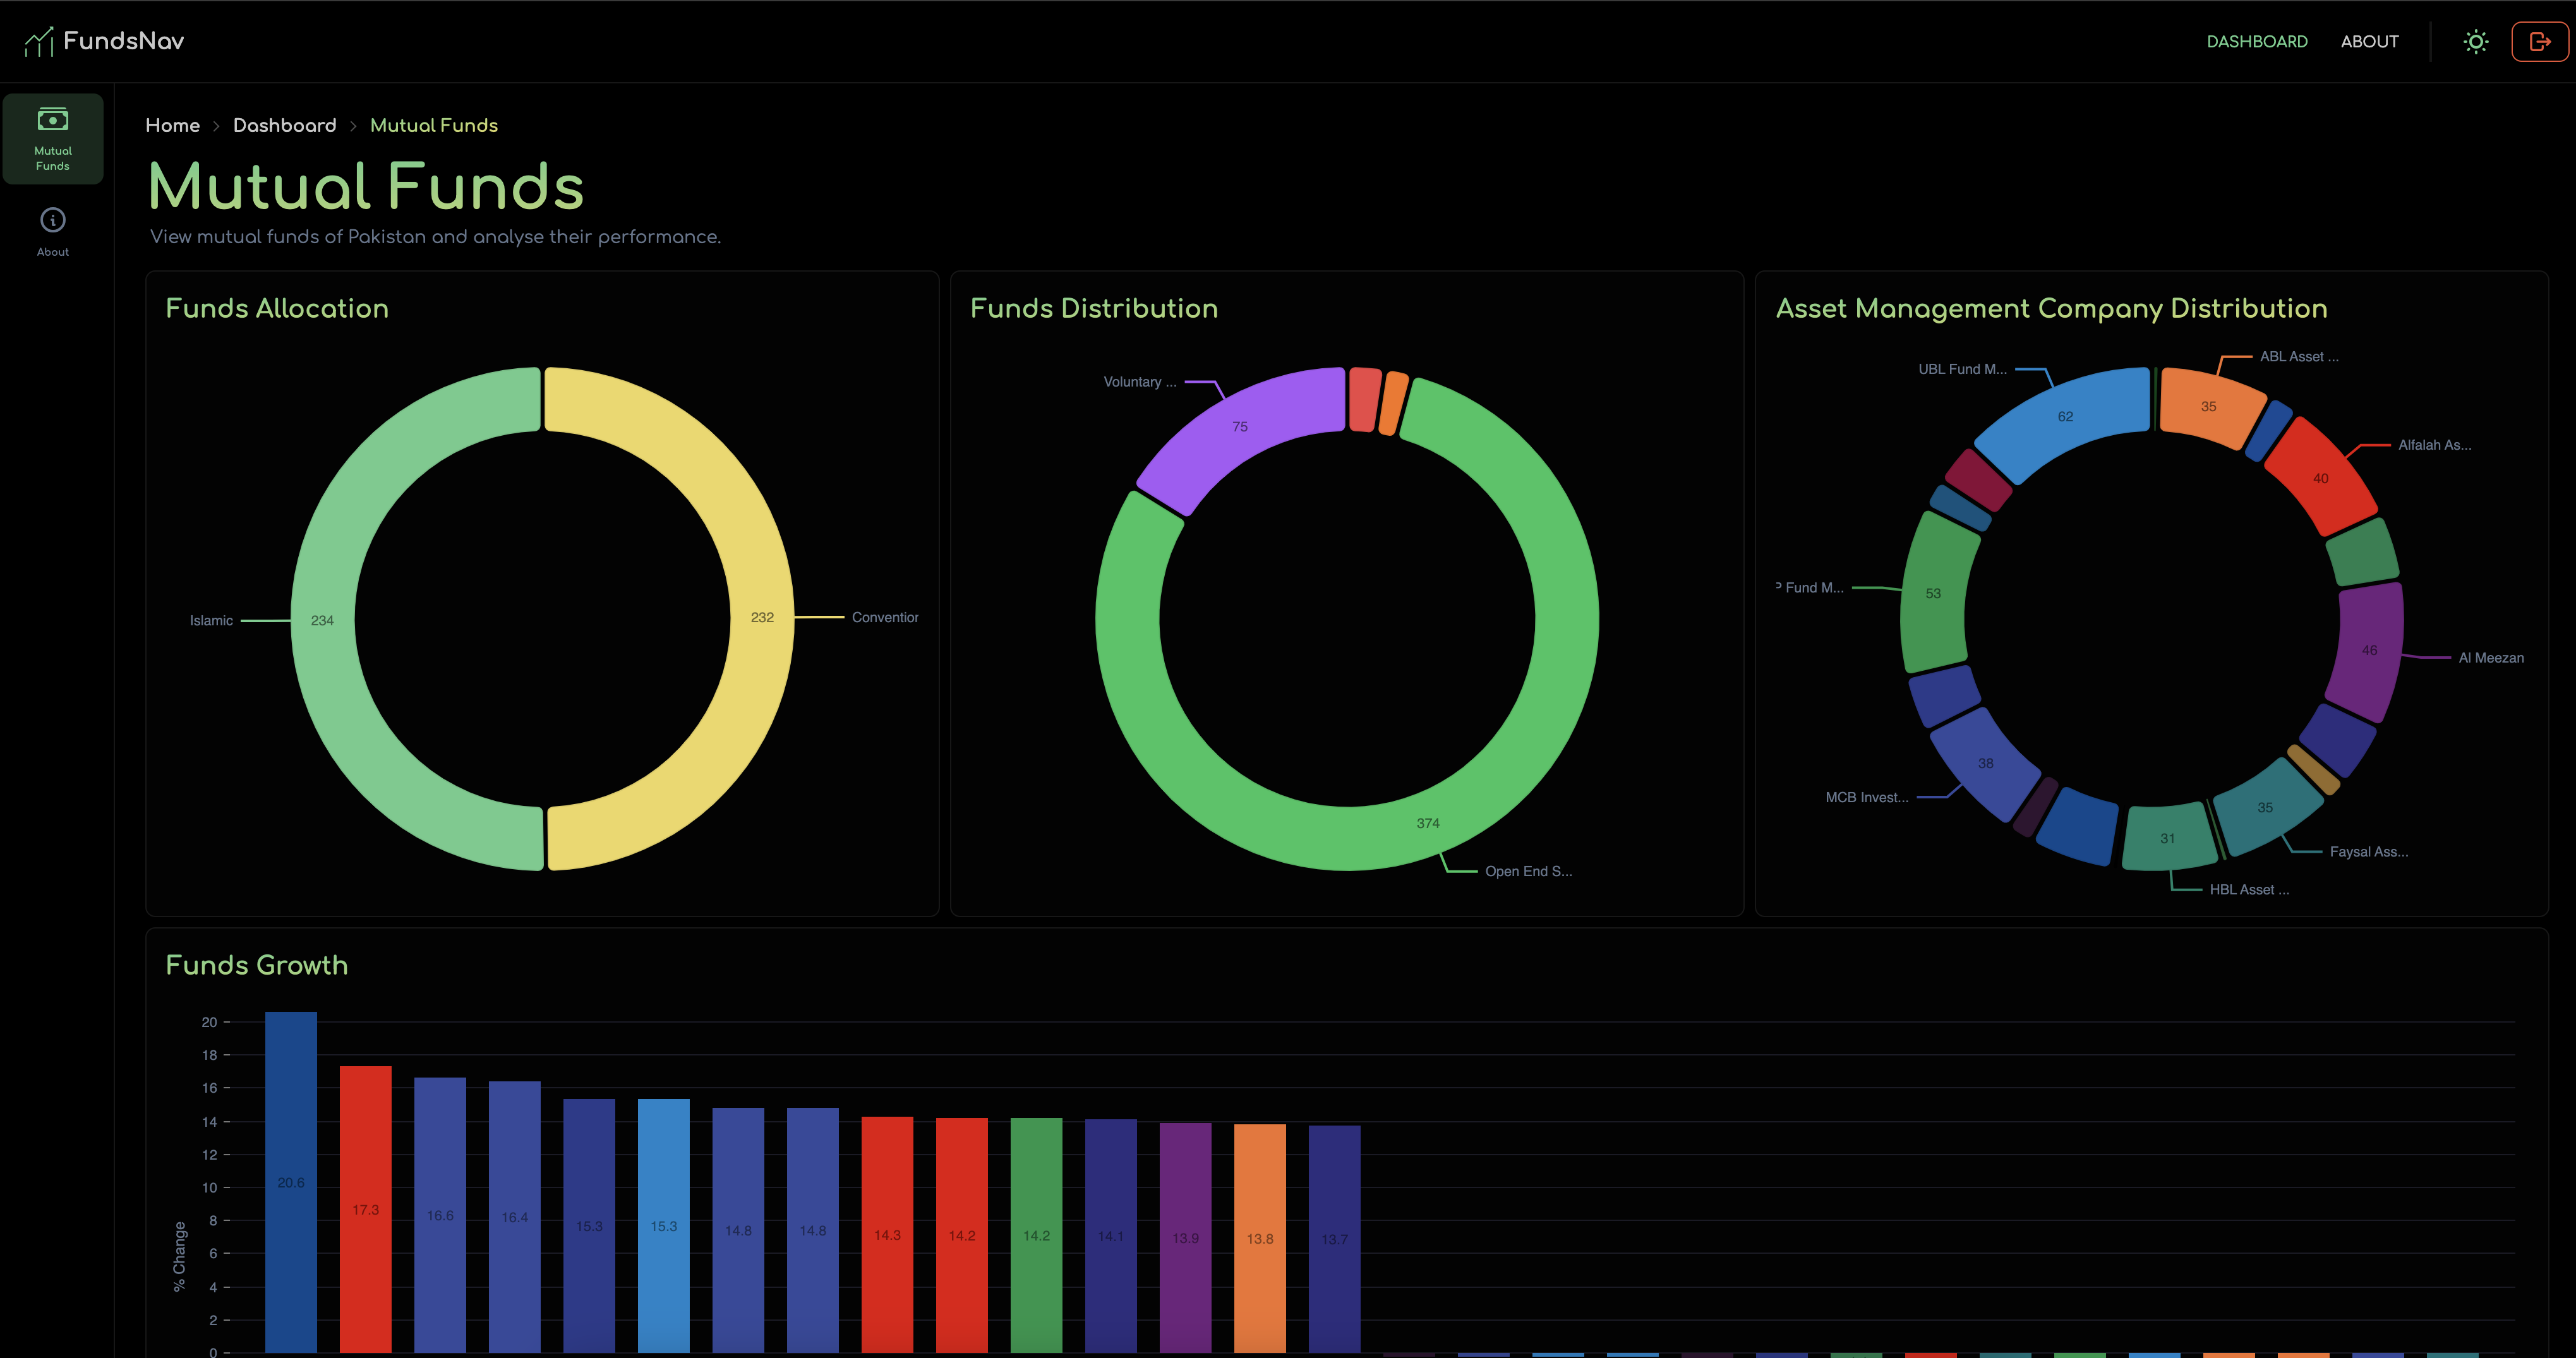 FundsNav
DASHBOARD
ABOUT
Mutual
Funds
About
Home > Dashboard > Mutual Funds
Mutual Funds
View mutual funds of Pakistan and analyse their performance.
Funds Allocation
Islamic
234
232
Convention
Funds Distribution
Voluntary ...
75
374
Open End S...
Asset Management Company Distribution
UBL Fund M...
62
ABL Asset ...
35
Alfalah As...
40
P Fund M...
53
46
Al Meezan
MCB Invest...
38
35
Faysal Ass...
31
HBL Asset ...
Funds Growth
% Change
20
18
16
14
12
10
8
6
4
2
0
20.6
17.3
16.6
16.4
15.3
15.3
14.8
14.8
14.3
14.2
14.2
14.1
13.9
13.8
13.7